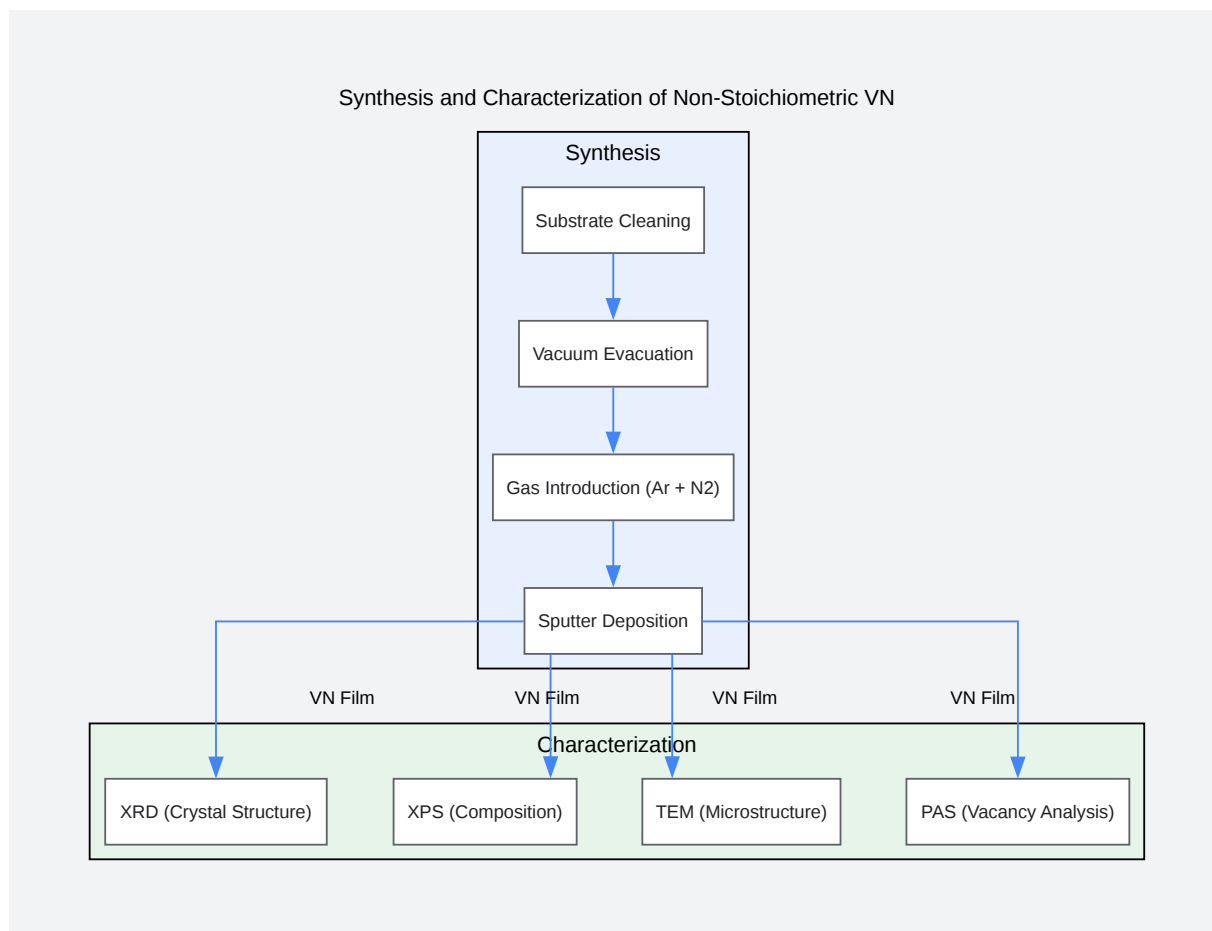 Synthesis and Characterization of Non-Stoichiometric VN
Synthesis
Substrate Cleaning
Vacuum Evacuation
Gas Introduction (Ar + N2)
Sputter Deposition
VN Film
VN Film
VN Film
VN Film
Characterization
XRD (Crystal Structure)
XPS (Composition)
TEM (Microstructure)
PAS (Vacancy Analysis)